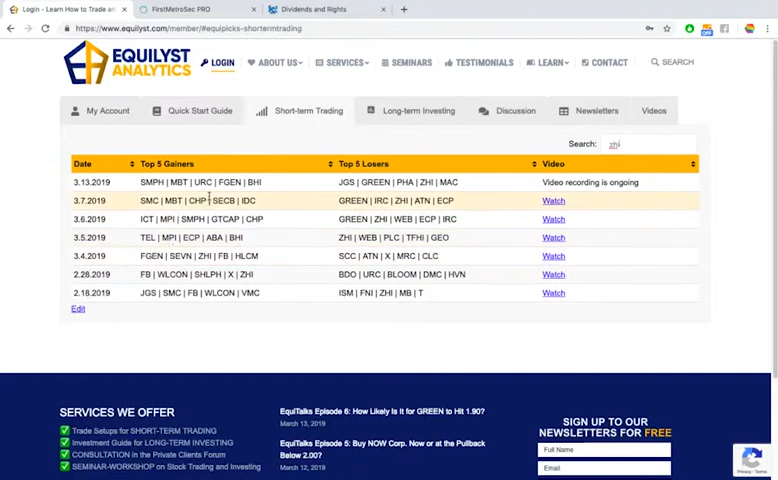 Login - Learn How to Trade an
FirstMetroSec PRO
Dividends and Rights
https://www.equilyst.com/member/#equipicks-shortermtrading
EQUILYST
ANALYTICS
LOGIN
ABOUT US
SERVICES
SEMINARS
TESTIMONIALS
LEARN
CONTACT
SEARCH
My Account
Quick Start Guide
Short-term Trading
Long-term Investing
Discussion
Newsletters
Videos
Search: zhi
Date Top 5 Gainers Top 5 Losers Video
3.13.2019 SMPH | MBT | URC | FGEN | BHI JGS | GREEN | PHA | ZHI | MAC Video recording is ongoing
3.7.2019 SMC | MBT | CHP | SECB | IDC GREEN | IRC | ZHI | ATN | ECP Watch
3.6.2019 ICT | MPI | SMPH | GTCAP | CHP GREEN | ZHI | WEB | ECP | IRC Watch
3.5.2019 TEL | MPI | ECP | ABA | BHI ZHI | WEB | PLC | TFHI | GEO Watch
3.4.2019 FGEN | SEVN | ZHI | FB | HLCM SCC | ATN | X | MRC | CLC Watch
2.28.2019 FB | WLCON | SHLPH | X | ZHI BDO | URC | BLOOM | DMC | HVN Watch
2.18.2019 JGS | SMC | FB | WLCON | VMC ISM | FNI | ZHI | MB | T Watch
Edit
SERVICES WE OFFER
Trade Setups for SHORT-TERM TRADING
Investment Guide for LONG-TERM INVESTING
CONSULTATION in the Private Clients Forum
SEMINAR-WORKSHOP on Stock Trading and Investing
EquiTalks Episode 6: How Likely Is It for GREEN to Hit 1.90?
March 13, 2019
EquiTalks Episode 5: Buy NOW Corp. Now or at the Pullback
Below 2.00?
March 12, 2019
SIGN UP TO OUR
NEWSLETTERS FOR FREE
Full Name
Email
Privacy - Terms